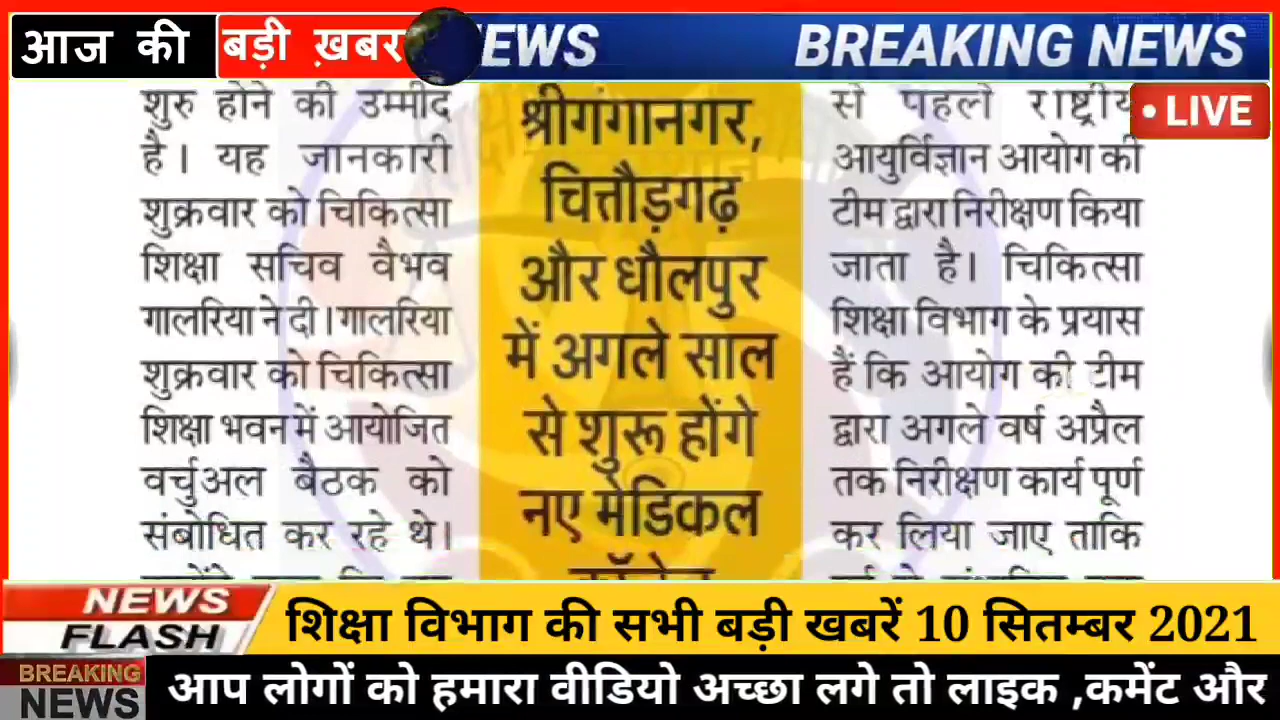 आज की बड़ी ख़बर
EWS
BREAKING NEWS
• LIVE
शुरु होने की उम्मीद
है। यह जानकारी
शुक्रवार को चिकित्सा
शिक्षा सचिव वैभव
गालरिया ने दी। गालरिया
शुक्रवार को चिकित्सा
शिक्षा भवन में आयोजित
वर्चुअल बैठक को
संबोधित कर रहे थे।
श्रीगंगानगर,
चित्तौड़गढ़
और धौलपुर
में अगले साल
से शुरू होंगे
नए मेडिकल
से पहले राष्ट्रीय
आयुर्विज्ञान आयोग की
टीम द्वारा निरीक्षण किया
जाता है। चिकित्सा
शिक्षा विभाग के प्रयास
हैं कि आयोग की टीम
द्वारा अगले वर्ष अप्रैल
तक निरीक्षण कार्य पूर्ण
कर लिया जाए ताकि
NEWS
FLASH
शिक्षा विभाग की सभी बड़ी खबरें 10 सितम्बर 2021
BREAKING
NEWS
आप लोगों को हमारा वीडियो अच्छा लगे तो लाइक ,कमेंट और